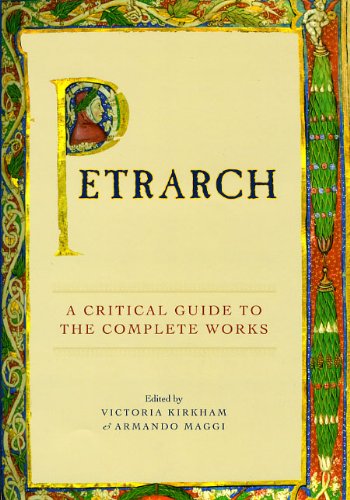 PETRARCH
A CRITICAL GUIDE TO
THE COMPLETE WORKS
Edited by
VICTORIA KIRKHAM
& ARMANDO MAGGI